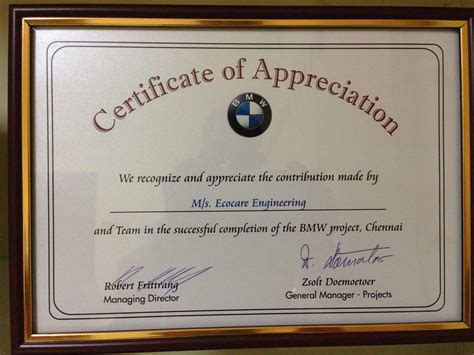 Certificate of Appreciation
BMW
We recognize and appreciate the contribution made by
M/s. Ecocare Engineering
and Team in the successful completion of the BMW project, Chennai
Robert Frittrang
Managing Director
Zsolt Doemoetoer
General Manager - Projects